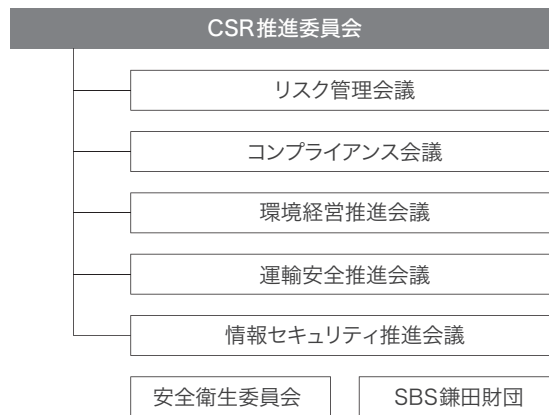 CSR推進委員会
リスク管理会議
コンプライアンス会議
環境経営推進会議
運輸安全推進会議
情報セキュリティ推進会議
安全衛生委員会
SBS鎌田財団